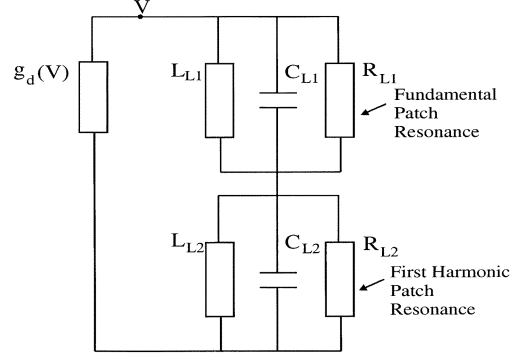 V
g_d(V)
L_L1
C_L1
R_L1
Fundamental
Patch
Resonance
L_L2
C_L2
R_L2
First Harmonic
Patch
Resonance